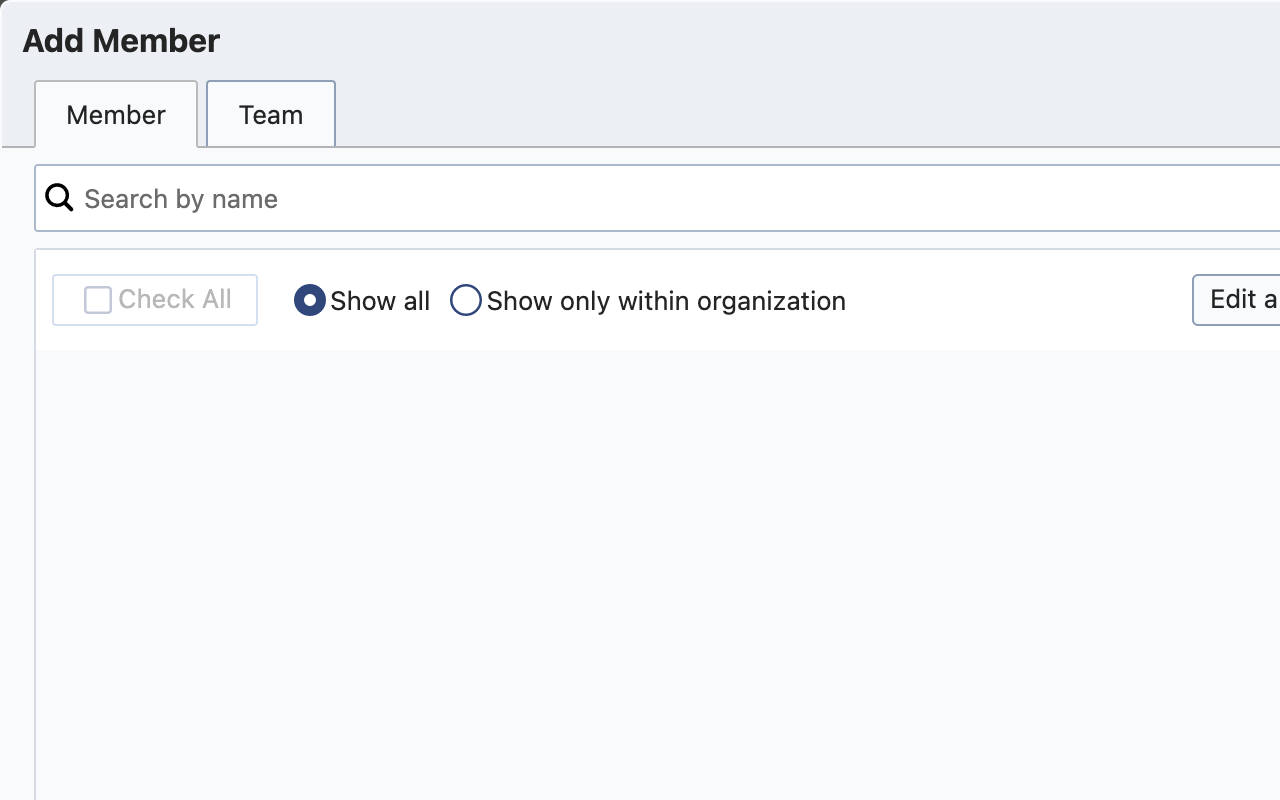 Add Member
Member
Team
Search by name
Check All
Show all
Show only within organization
Edit a